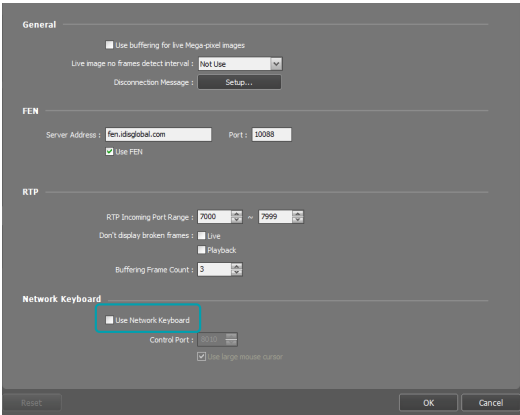 General
Use buffering for live Mega-pixel images
Live image no frames detect interval : Not Use
Disconnection Message : Setup...
FEN
Server Address : fen.idisglobal.com Port : 10088
Use FEN
RTP
RTP Incoming Port Range : 7000 ~ 7999
Don't display broken frames : Live
Playback
Buffering Frame Count : 3
Network Keyboard
Use Network Keyboard
Control Port : 8010
Use large mouse cursor
Reset OK Cancel